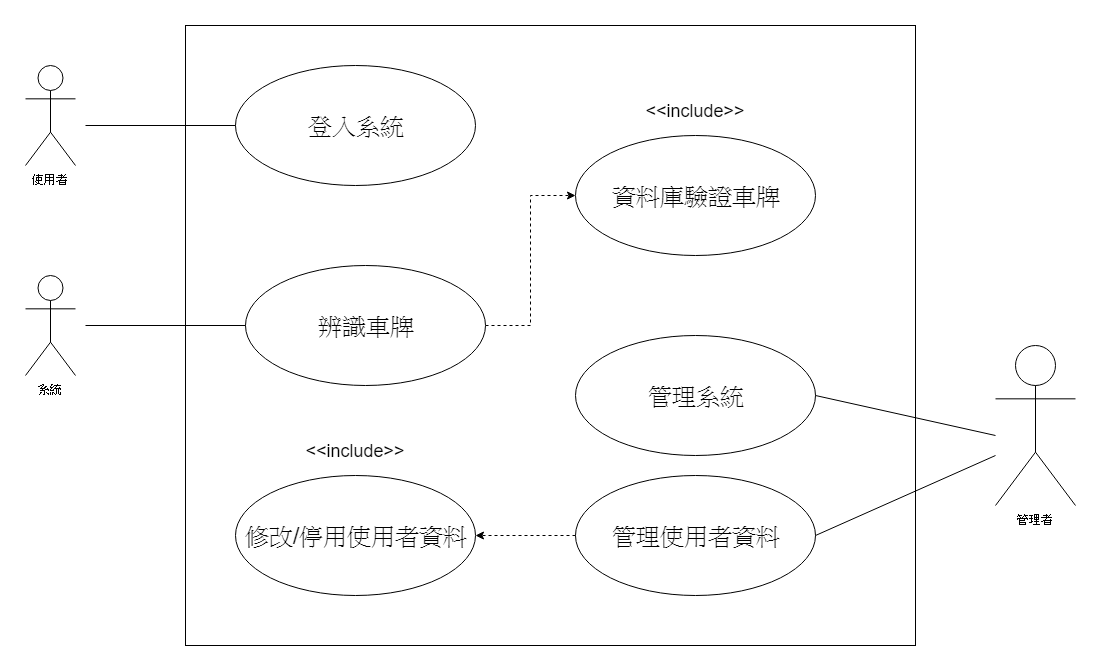 登入系統
使用者
<<include>>
資料庫驗證車牌
辨識車牌
系統
管理系統
管理者
<<include>>
修改/停用使用者資料
管理使用者資料